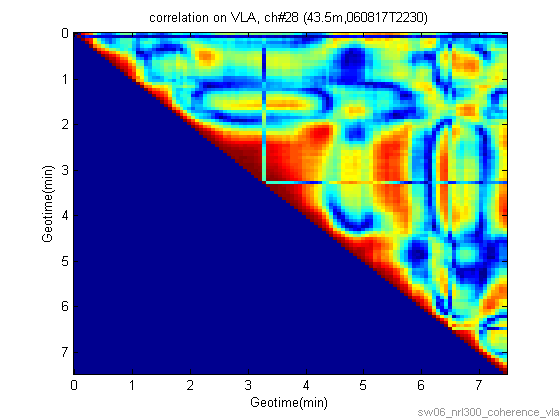 correlation on VLA, ch#28 (43.5m,060817T2230)
0
1
2
3
4
5
6
7
Geotime(min)
0 1 2 3 4 5 6 7
Geotime(min)
sw06_nrl300_coherence_vla